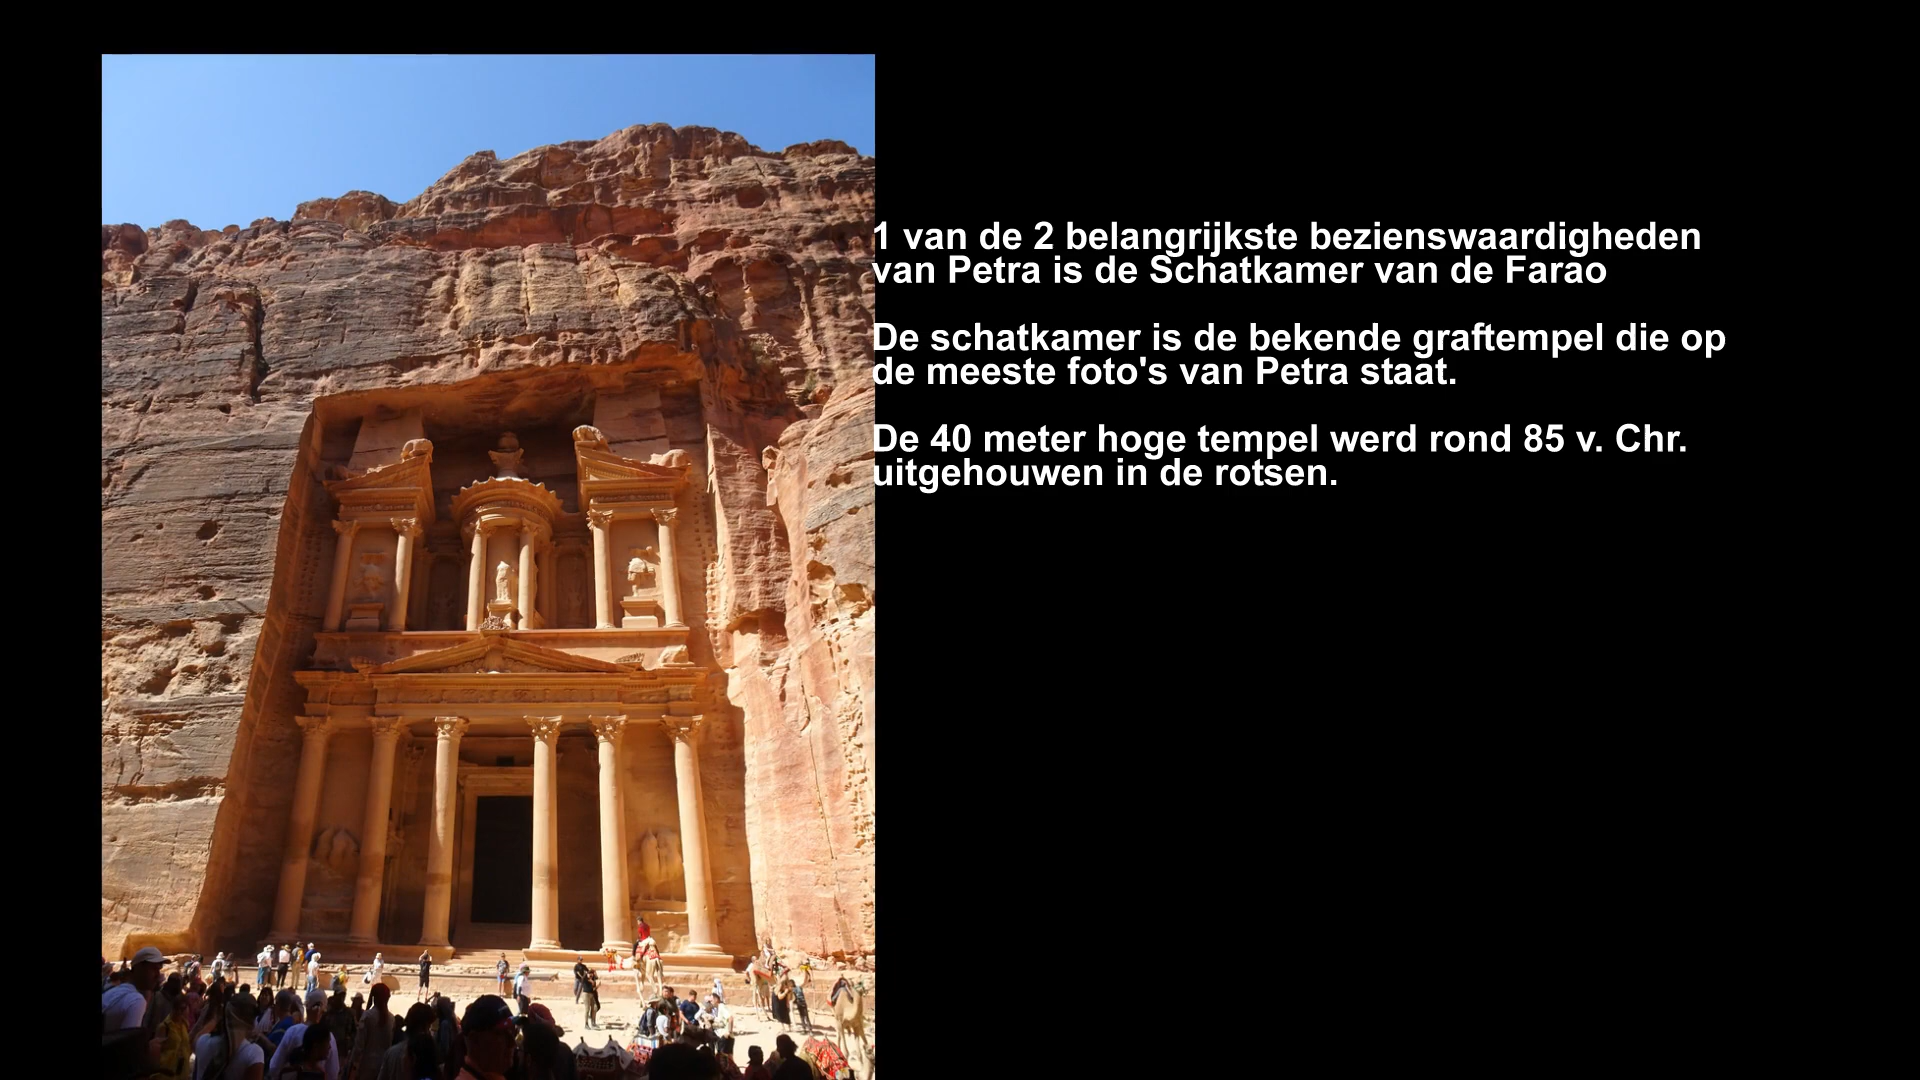 1 van de 2 belangrijkste bezienswaardigheden
van Petra is de Schatkamer van de Farao
De schatkamer is de bekende graftempel die op
de meeste foto's van Petra staat.
De 40 meter hoge tempel werd rond 85 v. Chr.
uitgehouwen in de rotsen.